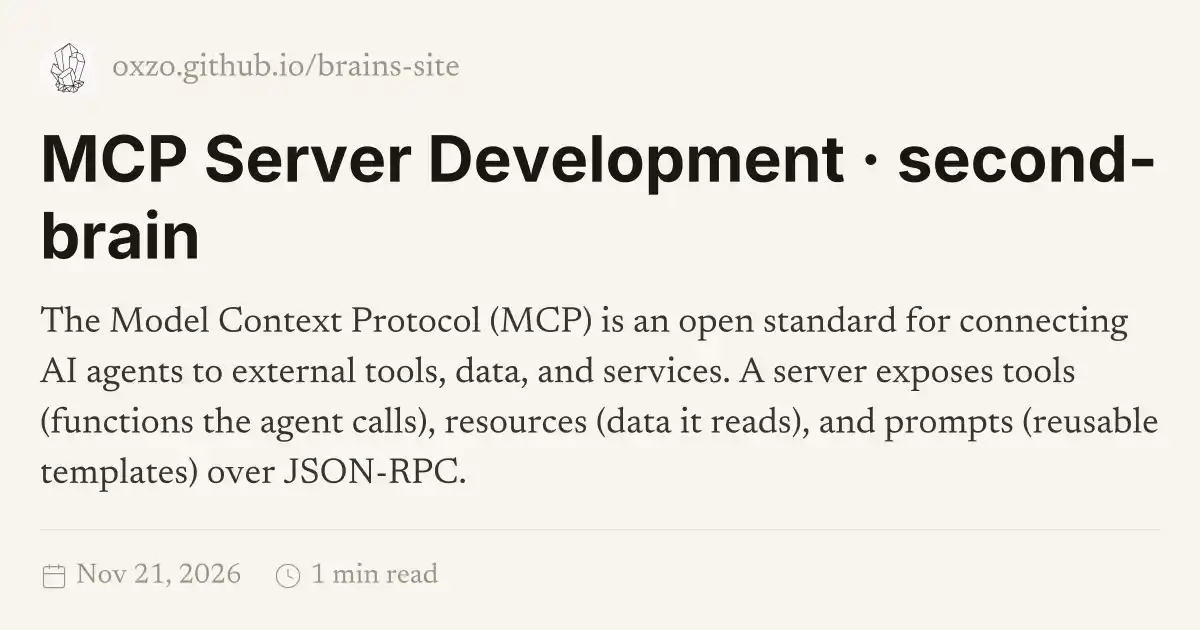 oxzo.github.io/brains-site
MCP Server Development · second-
brain
The Model Context Protocol (MCP) is an open standard for connecting
AI agents to external tools, data, and services. A server exposes tools
(functions the agent calls), resources (data it reads), and prompts (reusable
templates) over JSON-RPC.
Nov 21, 2026 1 min read